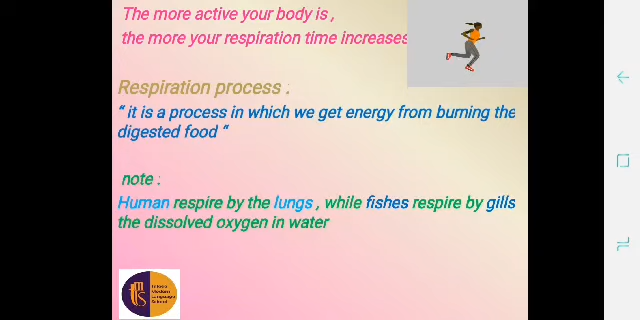 The more active your body is ,
the more your respiration time increases
Respiration process :
“ it is a process in which we get energy from burning the
digested food “
note :
Human respire by the lungs , while fishes respire by gills
the dissolved oxygen in water